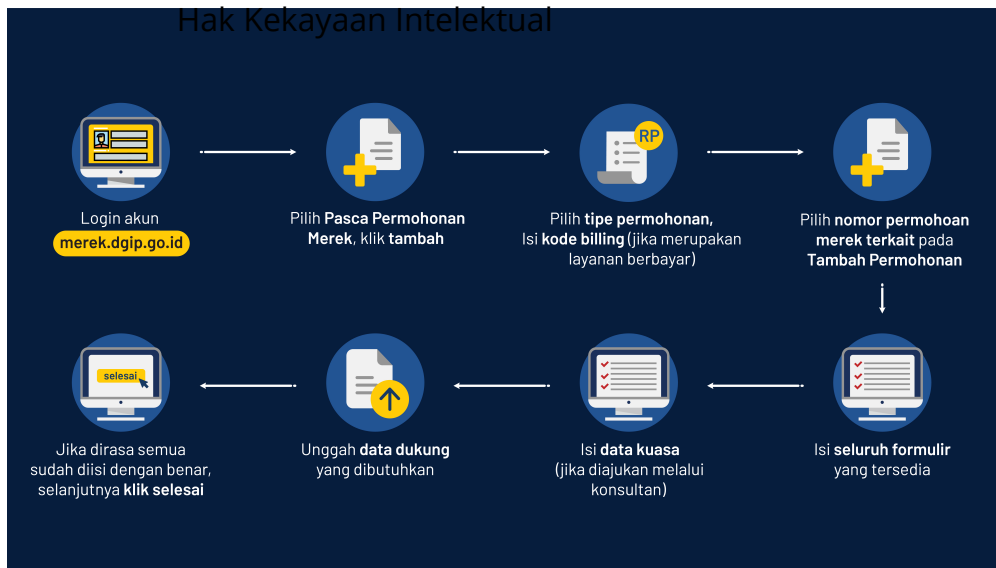 Hak Kekayaan Intelektual
Login akun
merek.dgip.go.id
Pilih Pasca Permohonan
Merek, klik tambah
RP
Pilih tipe permohonan,
Isi kode billing (jika merupakan
layanan berbayar)
Pilih nomor permohoan
merek terkait pada
Tambah Permohonan
Isi seluruh formulir
yang tersedia
Isi data kuasa
(jika diajukan melalui
konsultan)
Unggah data dukung
yang dibutuhkan
selesai
Jika dirasa semua
sudah diisi dengan benar,
selanjutnya klik selesai